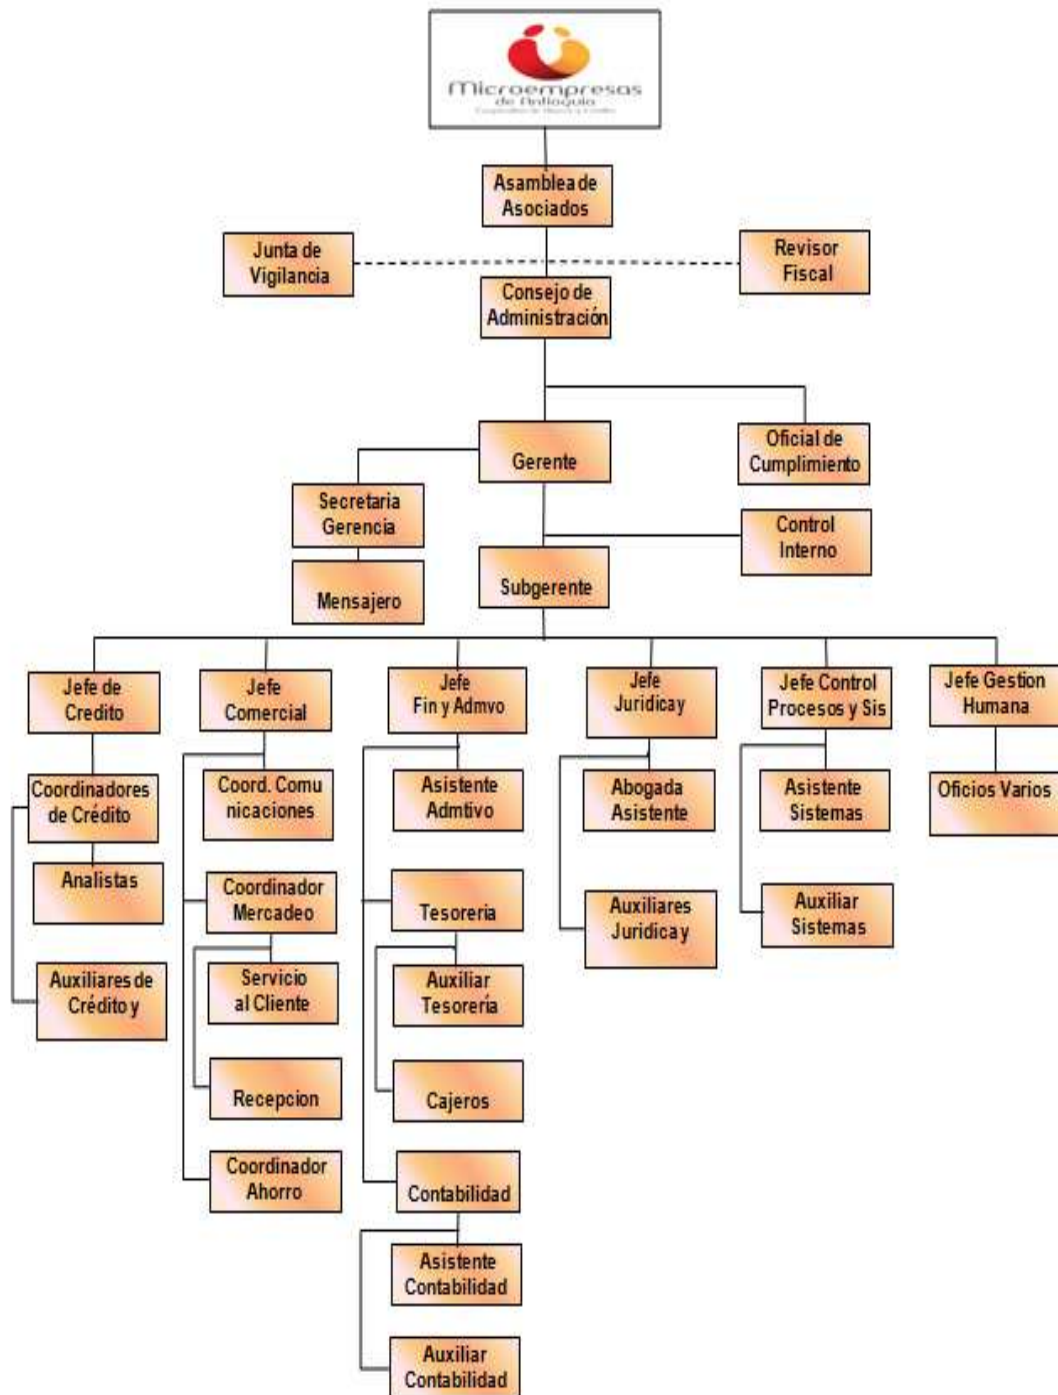 Microempresas
de Antioquia
Cooperativa de Ahorro y Crédito
Asamblea de
Asociados
Junta de
Vigilancia
Revisor
Fiscal
Consejo de
Administración
Gerente
Oficial de
Cumplimiento
Secretaria
Gerencia
Control
Interno
Mensajero
Subgerente
Jefe de
Credito
Jefe
Comercial
Jefe
Fin y Admvo
Jefe
Juridica y
Jefe Control
Procesos y Sis
Jefe Gestion
Humana
Coordinadores
de Crédito
Coord. Comu
nicaciones
Asistente
Admtivo
Abogada
Asistente
Asistente
Sistemas
Oficios Varios
Analistas
Coordinador
Mercadeo
Tesoreria
Auxiliares
Juridica y
Auxiliar
Sistemas
Auxiliares de
Crédito y
Servicio
al Cliente
Auxiliar
Tesorería
Recepcion
Cajeros
Coordinador
Ahorro
Contabilidad
Asistente
Contabilidad
Auxiliar
Contabilidad